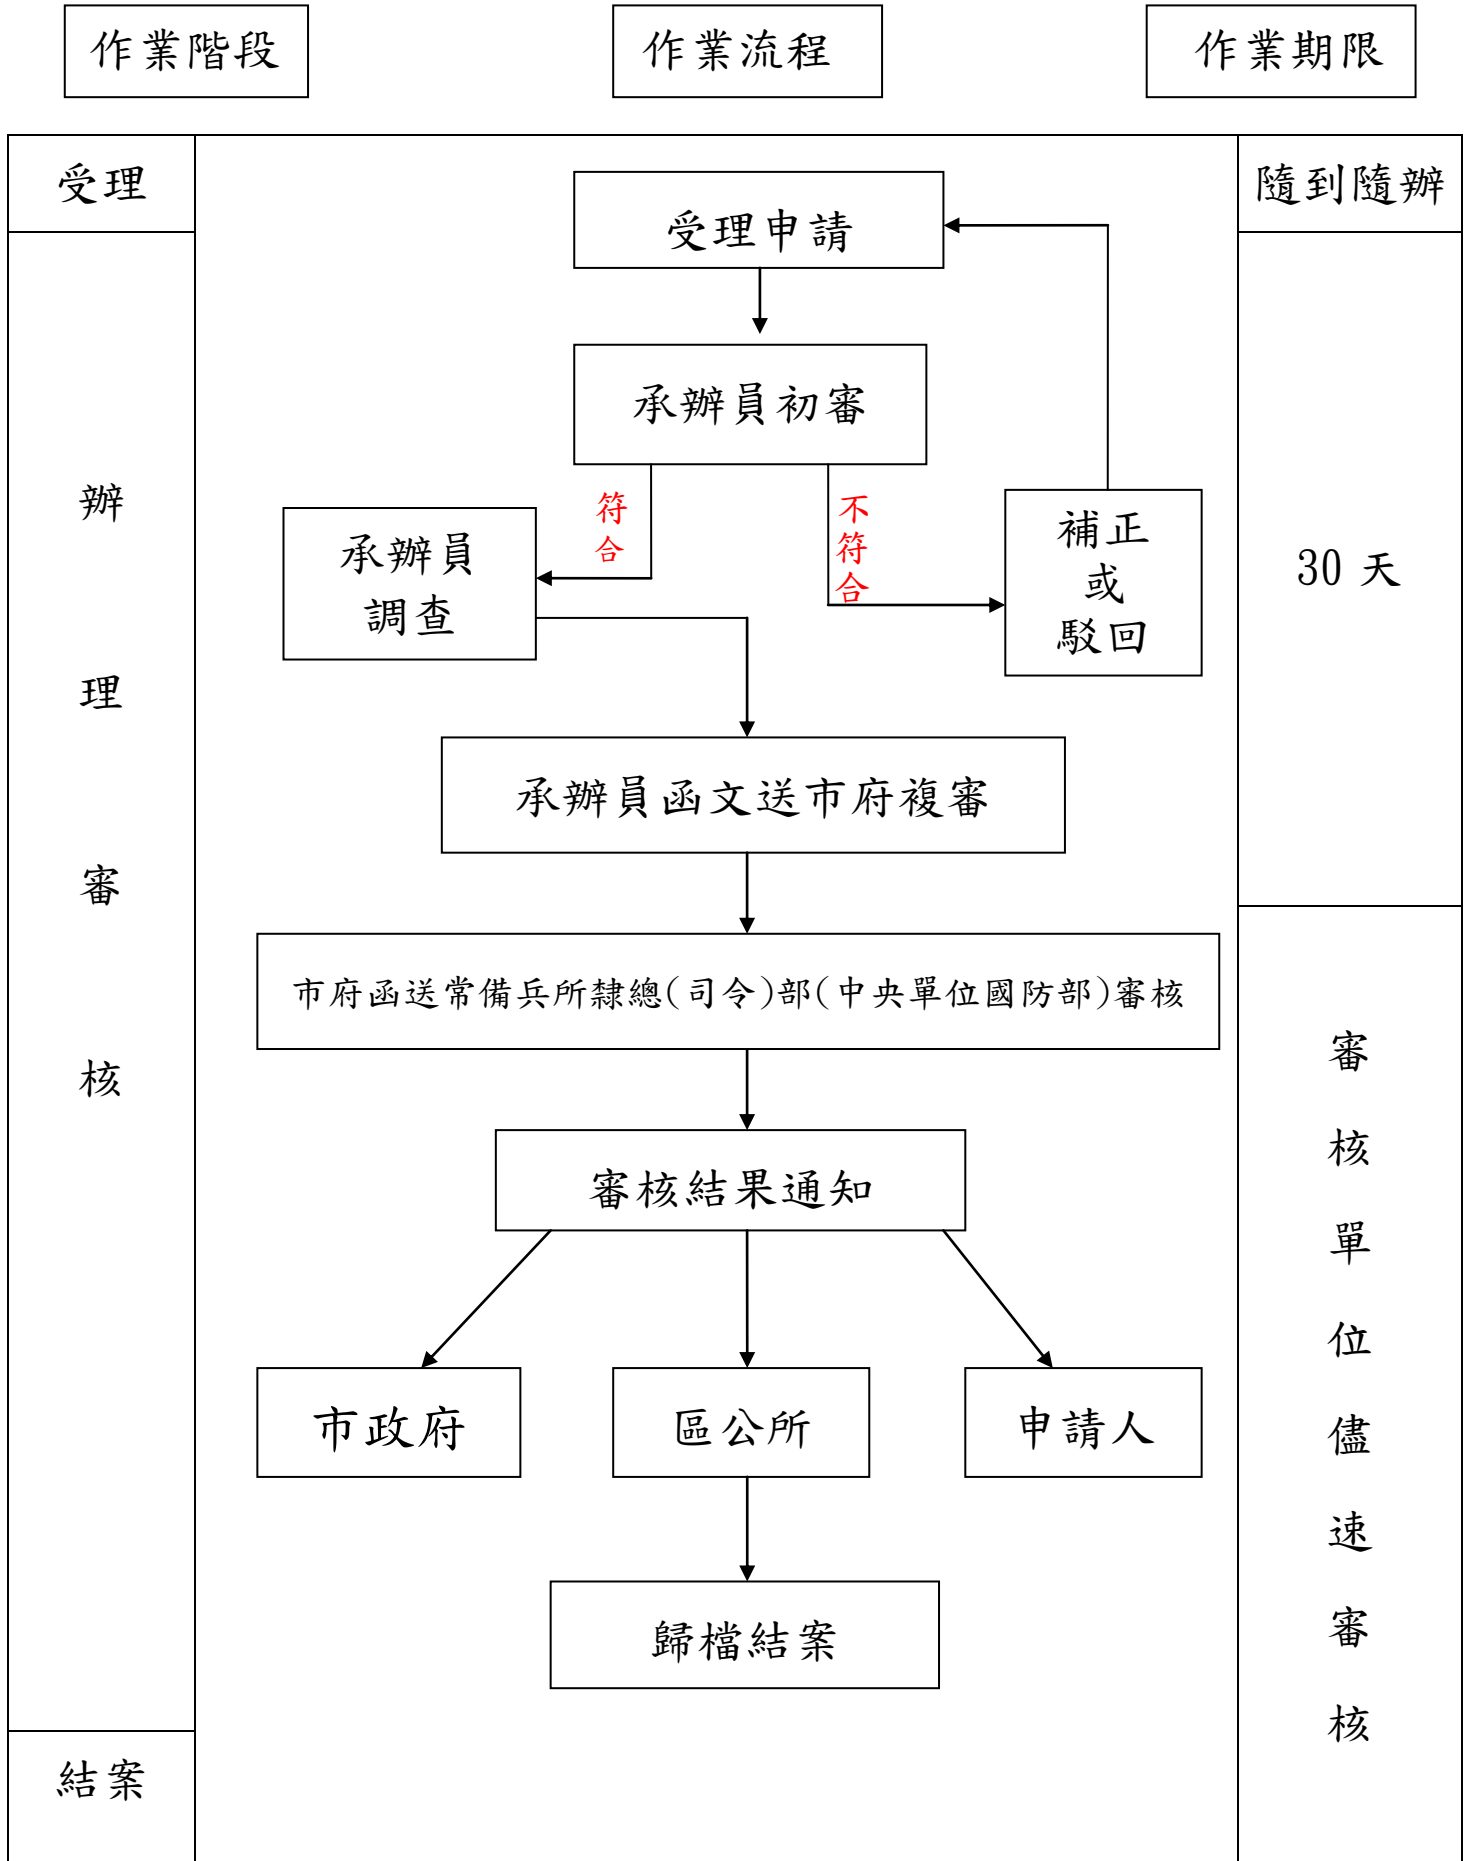 作業階段
作業流程
作業期限
受理
隨到隨辦
受理申請
承辦員初審
符合
不符合
承辦員
調查
補正
或
駁回
30 天
辦理審核
承辦員函文送市府複審
市府函送常備兵所隸總(司令)部(中央單位國防部)審核
審核結果通知
市政府
區公所
申請人
歸檔結案
審核單位儘速審核
結案